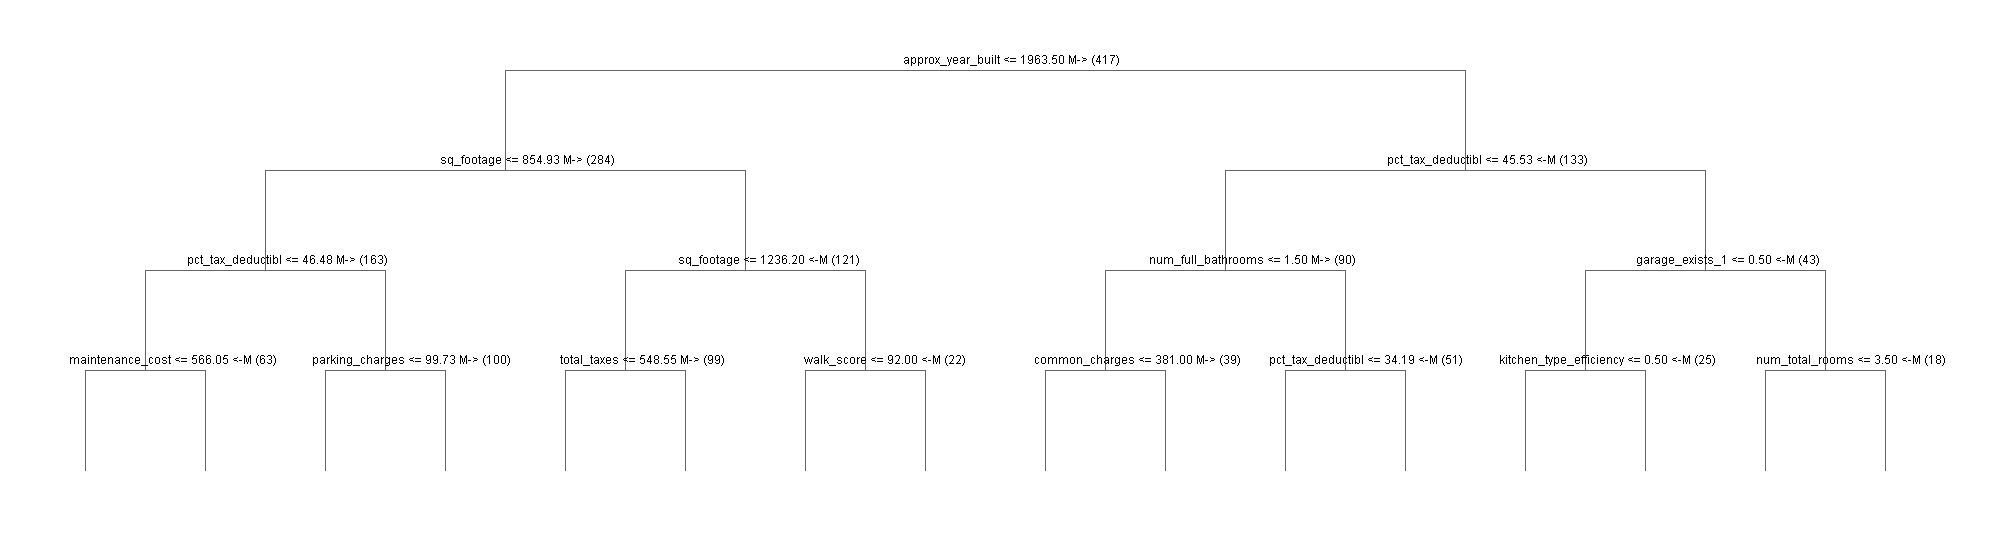 approx_year_built <= 1963.50 M-> (417)
sq_footage <= 854.93 M-> (284)
pct_tax_deductibl <= 45.53 <-M (133)
pct_tax_deductibl <= 46.48 M-> (163)
sq_footage <= 1236.20 <-M (121)
num_full_bathrooms <= 1.50 M-> (90)
garage_exists_1 <= 0.50 <-M (43)
maintenance_cost <= 566.05 <-M (63)
parking_charges <= 99.73 M-> (100)
total_taxes <= 548.55 M-> (99)
walk_score <= 92.00 <-M (22)
common_charges <= 381.00 M-> (39)
pct_tax_deductibl <= 34.19 <-M (51)
kitchen_type_efficiency <= 0.50 <-M (25)
num_total_rooms <= 3.50 <-M (18)